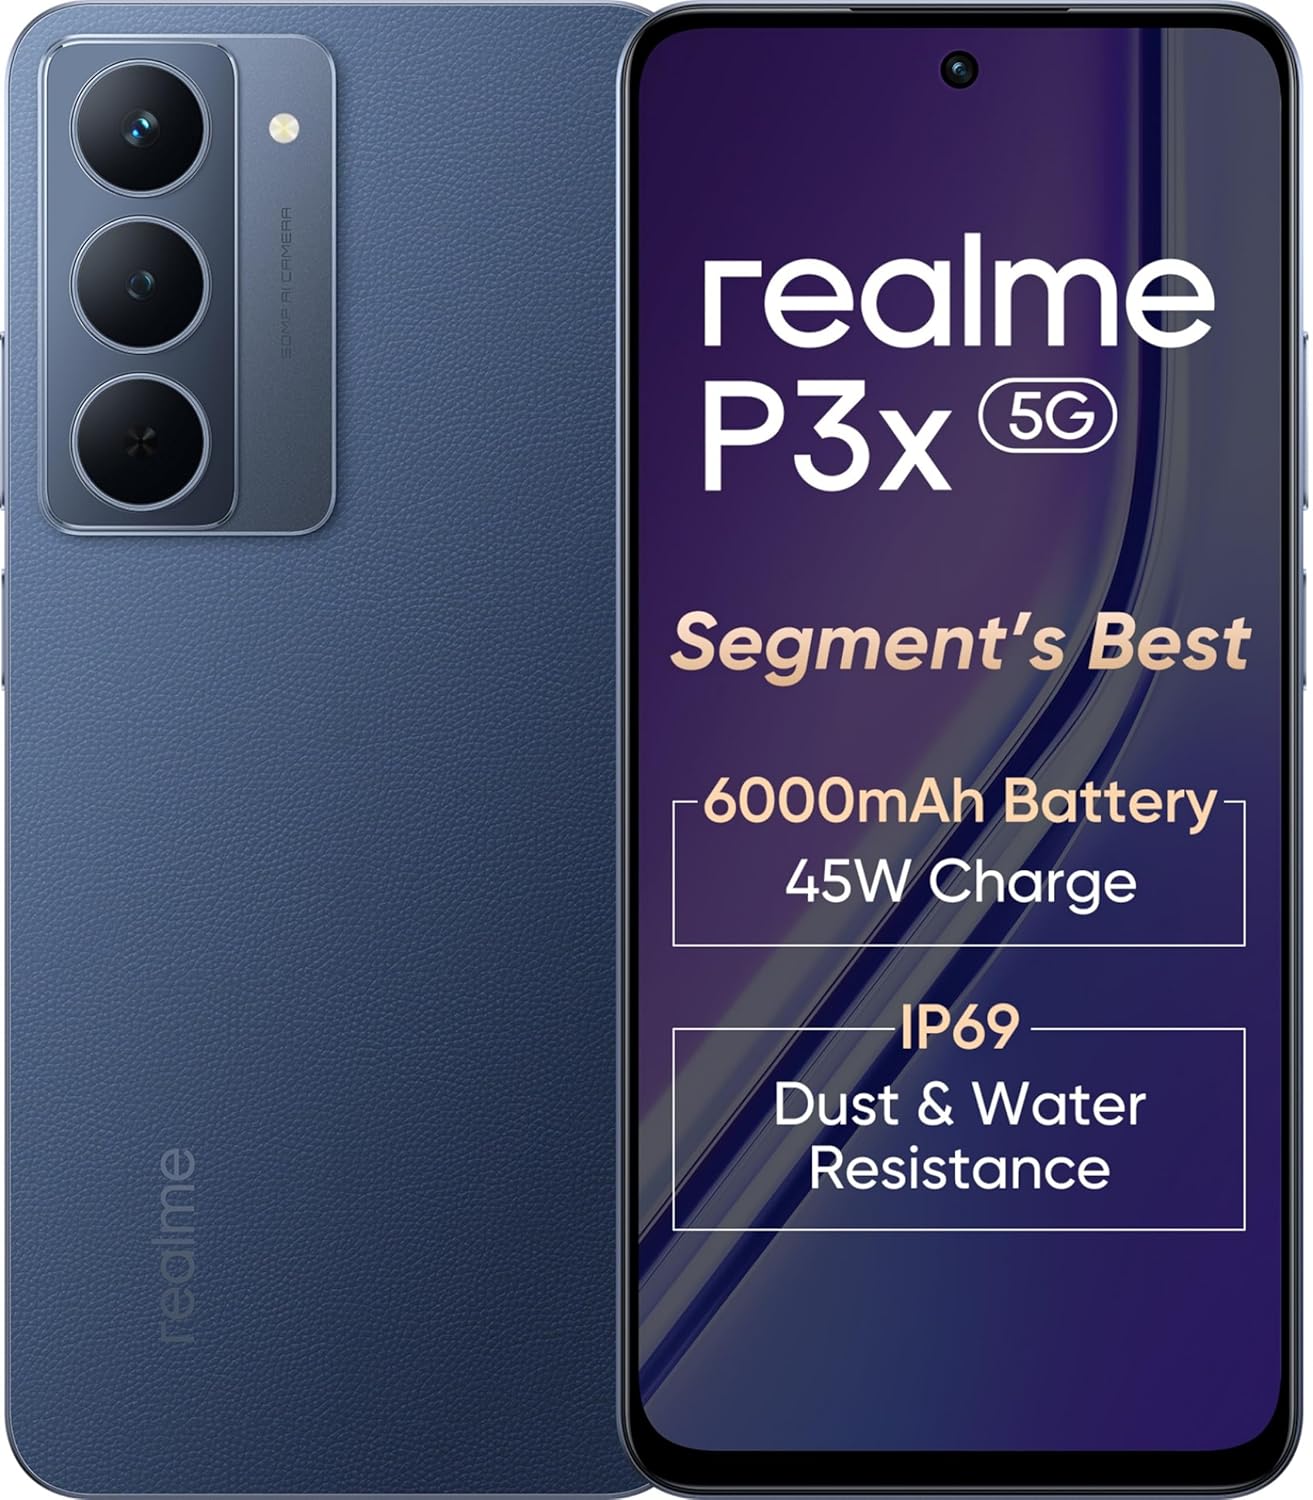 50MP AI CAMERA
realme
realme
P3x 5G
Segment's Best
6000mAh Battery
45W Charge
IP69
Dust & Water
Resistance